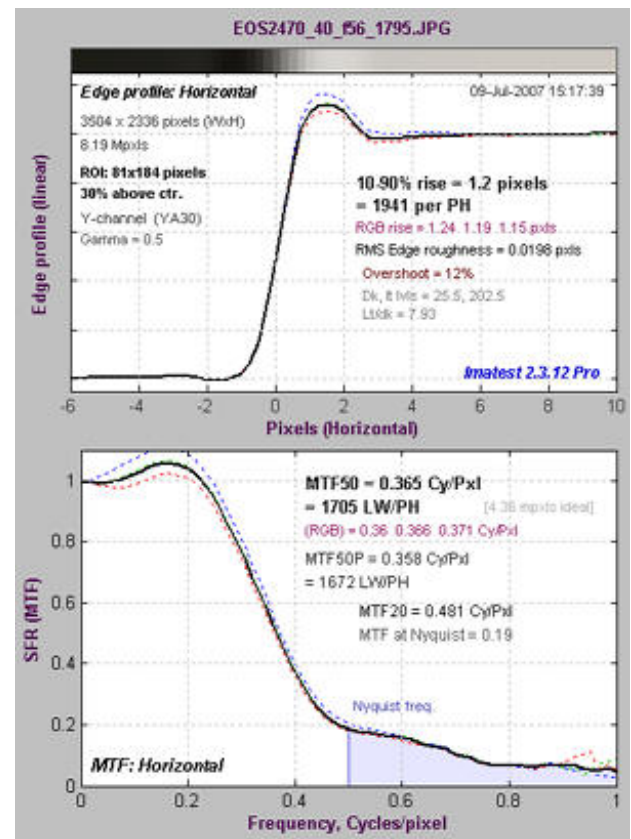 EOS2470_40_f56_1795.JPG
Edge profile: Horizontal
09-Jul-2007 15:17:39
3504 x 2336 pixels (WxH)
8.19 Mpxls
ROI: 81x184 pixels
30% above ctr.
Y-channel (YA30)
Gamma = 0.5
10-90% rise = 1.2 pixels
= 1941 per PH
RGB rise = 1.24 1.19 1.15 pxls
RMS Edge roughness = 0.0198 pxls
Overshoot = 12%
Dk, lt lvls = 25.5, 202.5
Lt/dk = 7.93
Imatest 2.3.12 Pro
Edge profile (linear)
-6 -4 -2 0 2 4 6 8 10
Pixels (Horizontal)
MTF50 = 0.365 Cy/Pxl
= 1705 LW/PH
[4.36 mpxls ideal]
(RGB) = 0.36 0.366 0.371 Cy/Pxl
MTF50P = 0.358 Cy/Pxl
= 1672 LW/PH
MTF20 = 0.481 Cy/Pxl
MTF at Nyquist = 0.19
Nyquist freq.
MTF: Horizontal
SFR (MTF)
1
0.8
0.6
0.4
0.2
0
0 0.2 0.4 0.6 0.8 1
Frequency, Cycles/pixel